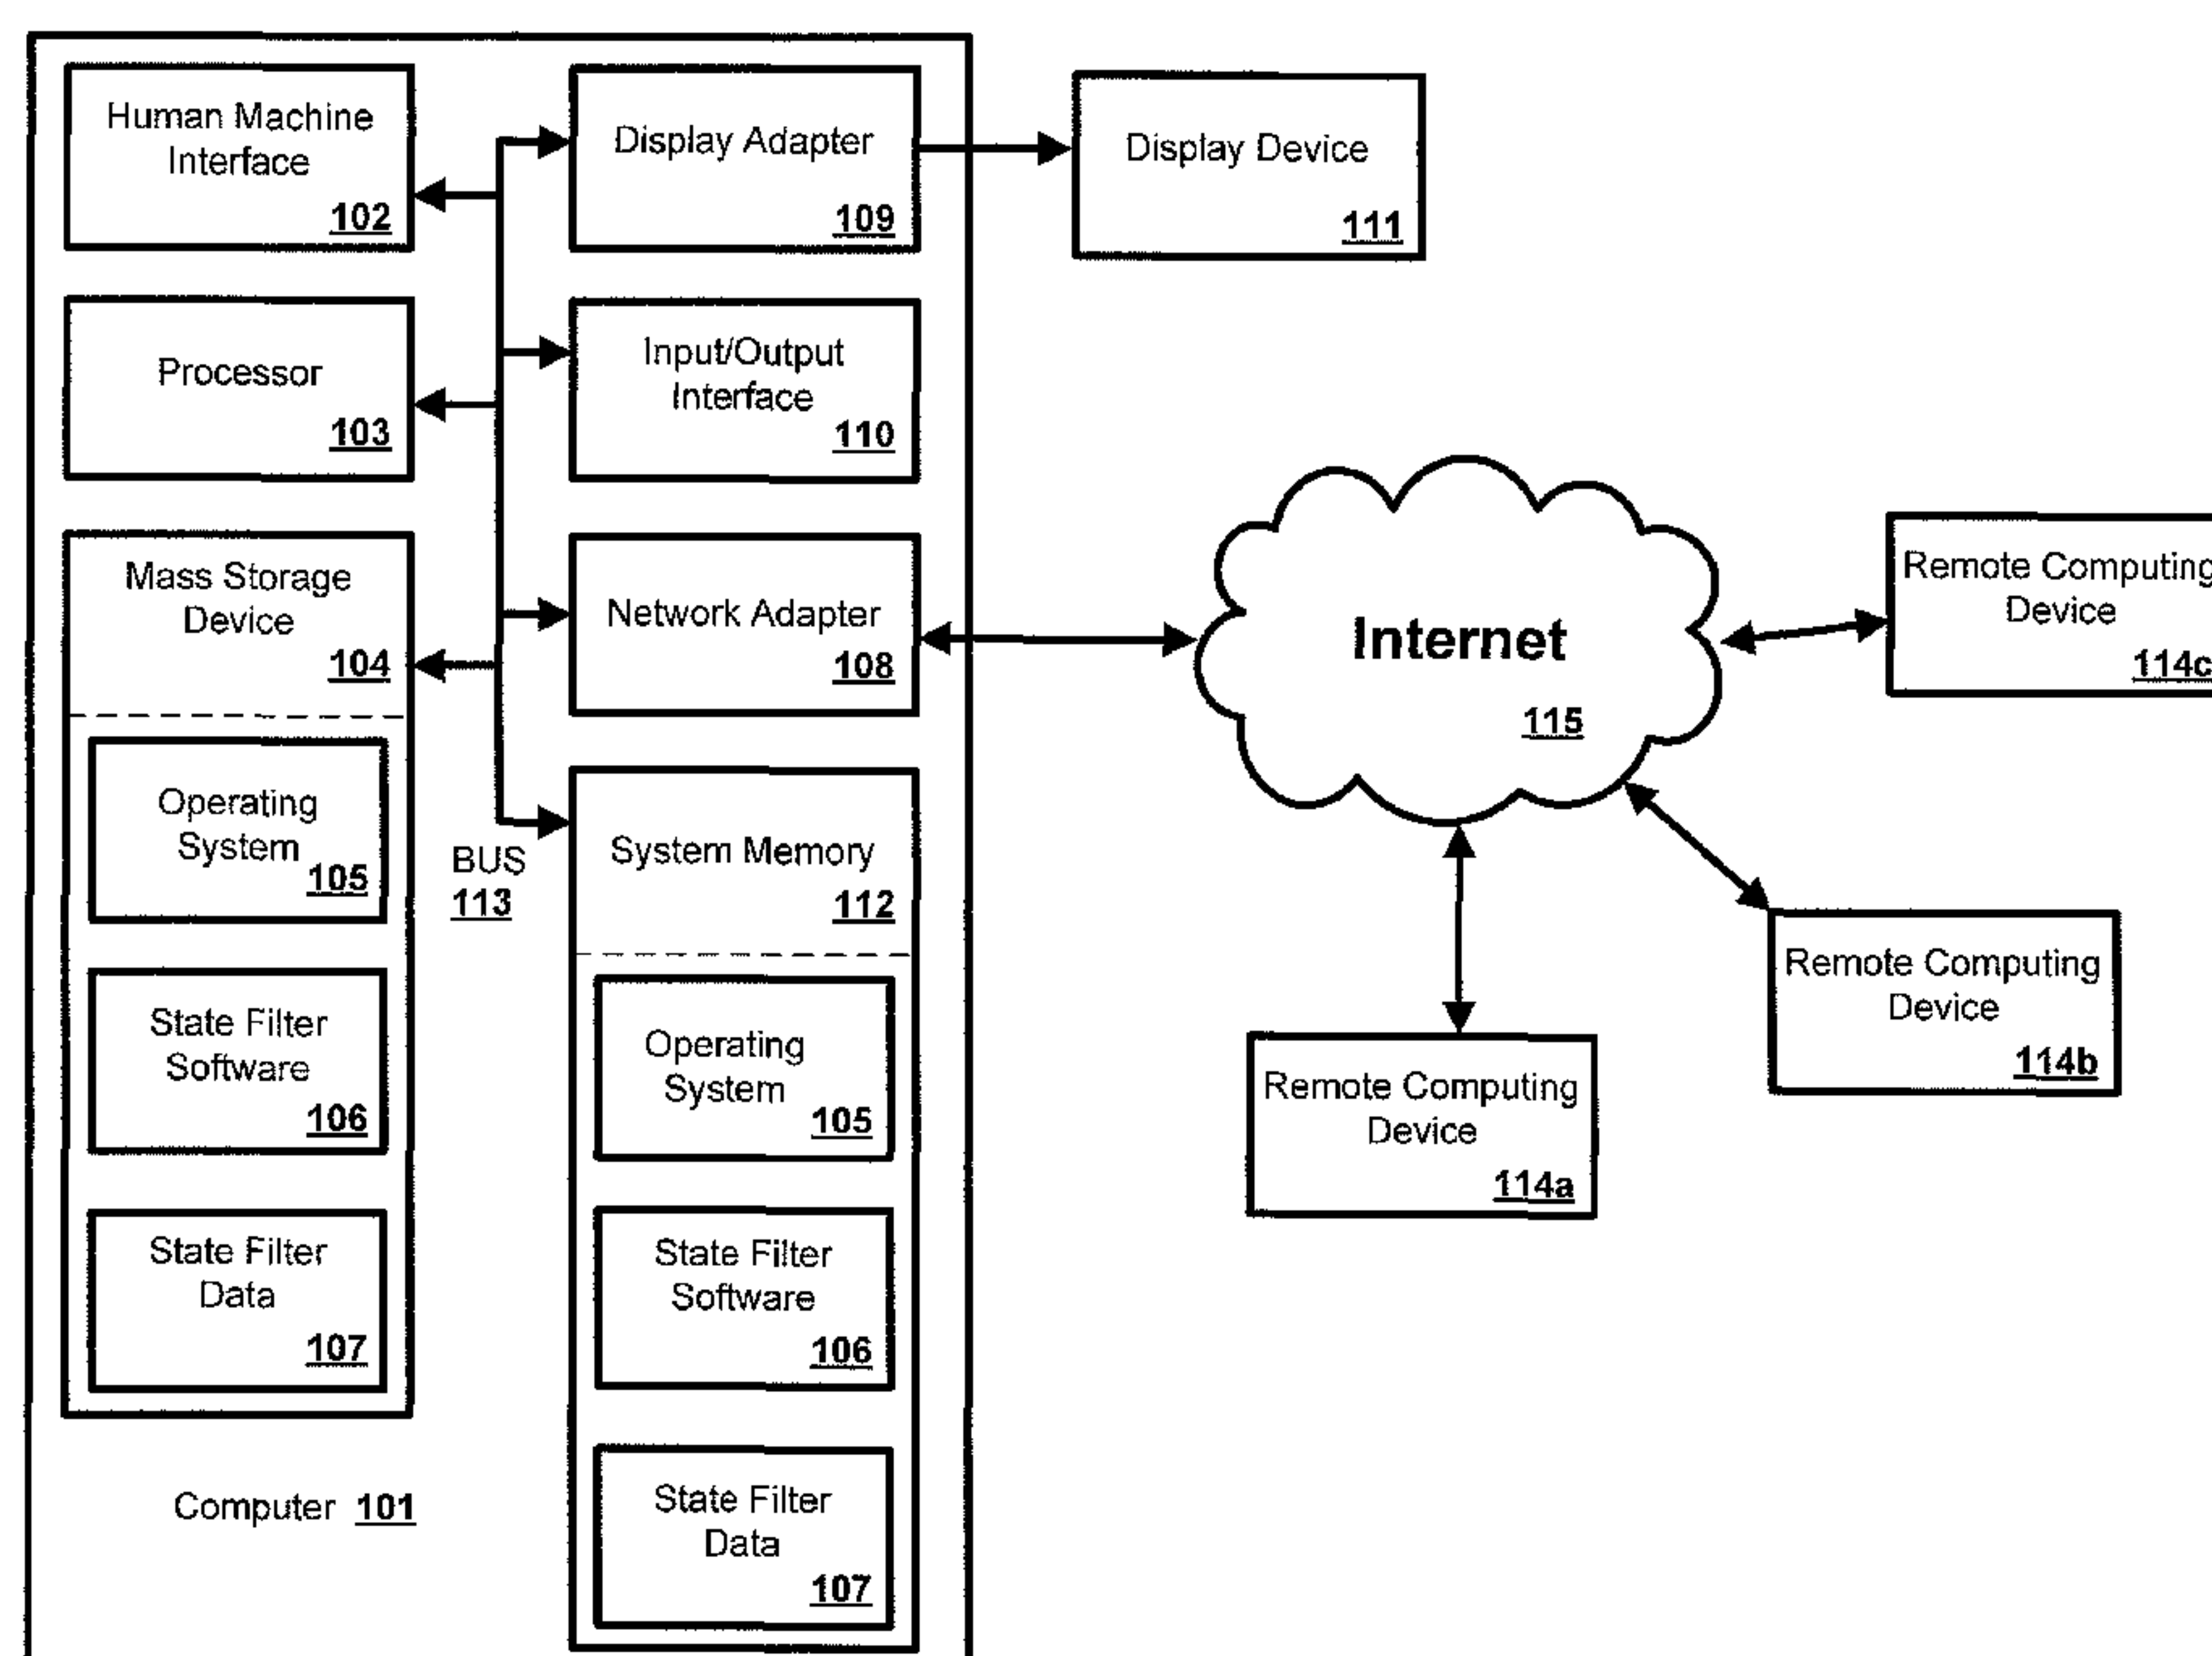 Human Machine
Interface
102
Display Adapter
109
Display Device
111
Processor
103
Input/Output
Interface
110
Mass Storage
Device
104
Network Adapter
108
Internet
115
Remote Computing
Device
114c
Operating
System
105
BUS
113
System Memory
112
Remote Computing
Device
114b
State Filter
Software
106
Operating
System
105
Remote Computing
Device
114a
State Filter
Data
107
State Filter
Software
106
Computer 101
State Filter
Data
107